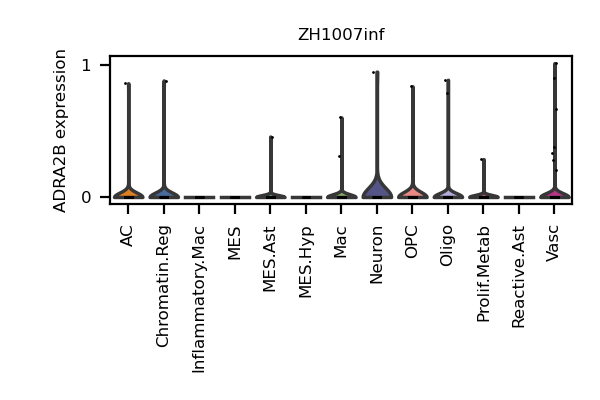 ZH1007inf
ADRA2B expression
1
0
AC
Chromatin.Reg
Inflammatory.Mac
MES
MES.Ast
MES.Hyp
Mac
Neuron
OPC
Oligo
Prolif.Metab
Reactive.Ast
Vasc